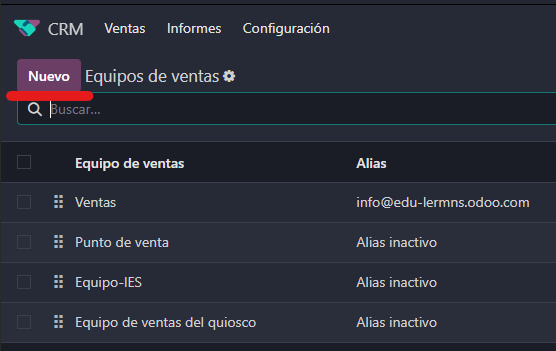 CRM Ventas Informes Configuración
Nuevo Equipos de ventas
Buscar...
Equipo de ventas Alias
Ventas info@edu-lermns.odoo.com
Punto de venta Alias inactivo
Equipo-IES Alias inactivo
Equipo de ventas del quiosco Alias inactivo